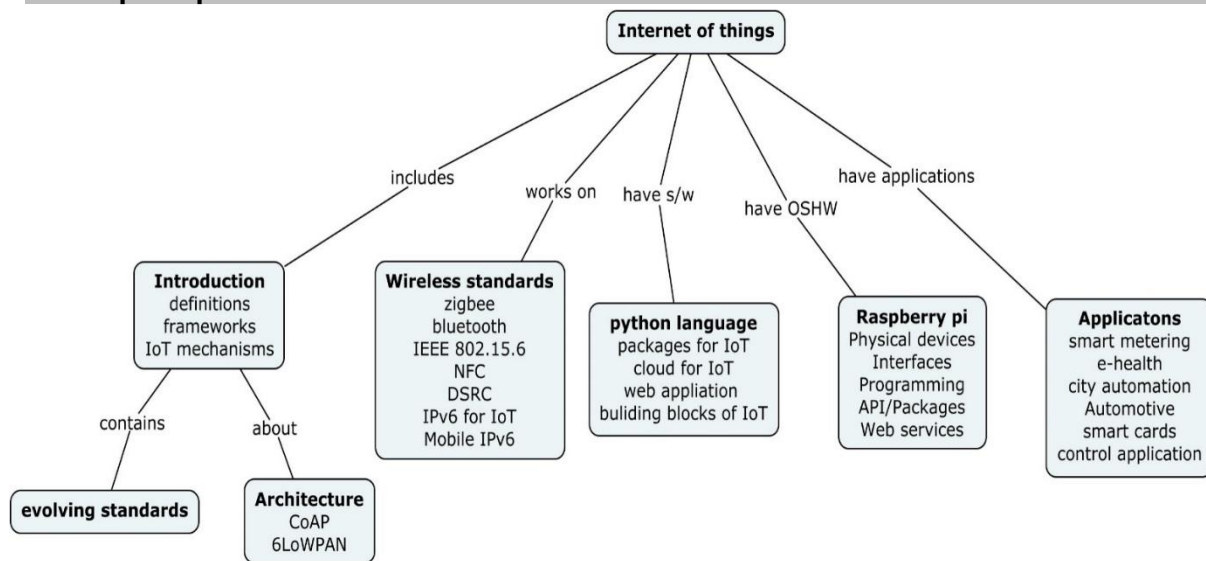 Internet of things
includes
works on
have s/w
have OSHW
have applications
Introduction
definitions
frameworks
IoT mechanisms
Wireless standards
zigbee
bluetooth
IEEE 802.15.6
NFC
DSRC
IPv6 for IoT
Mobile IPv6
python language
packages for IoT
cloud for IoT
web appliation
buliding blocks of IoT
Raspberry pi
Physical devices
Interfaces
Programming
API/Packages
Web services
Applicatons
smart metering
e-health
city automation
Automotive
smart cards
control application
contains
about
evolving standards
Architecture
CoAP
6LoWPAN